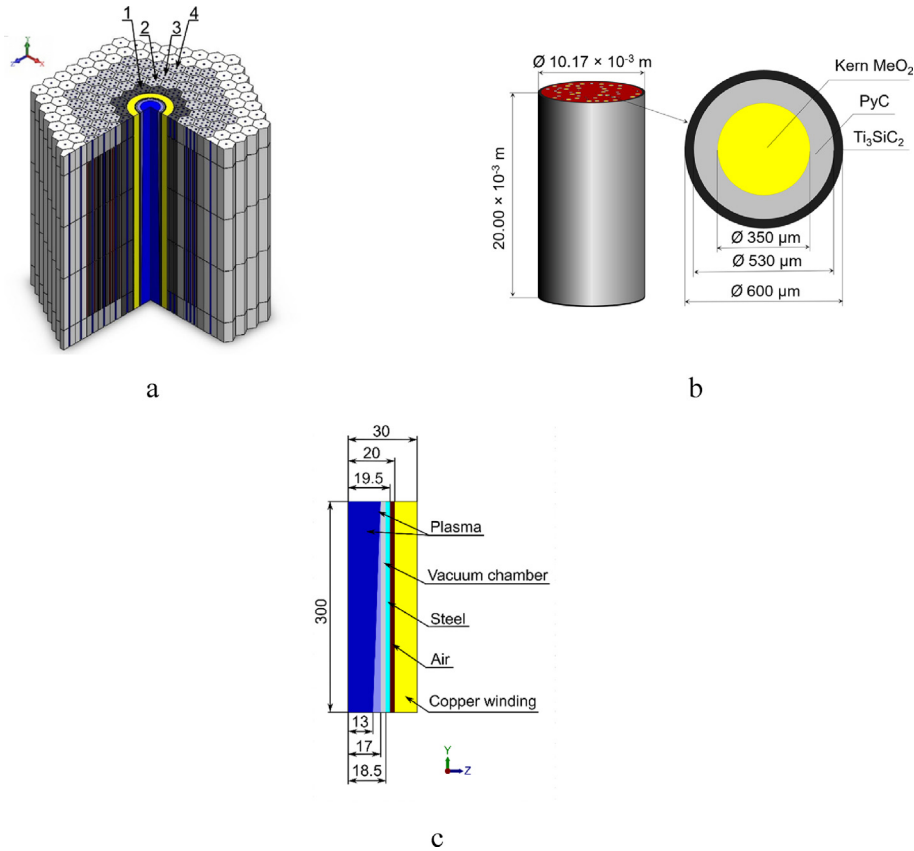 1 2 3 4
Y
Z X
a
Ø 10.17 × 10⁻³ m
20.00 × 10⁻³ m
Kern MeO₂
PyC
Ti₃SiC₂
Ø 350 µm
Ø 530 µm
Ø 600 µm
b
30
20
19.5
300
Plasma
Vacuum chamber
Steel
Air
Copper winding
13
17
18.5
Y
Z
c